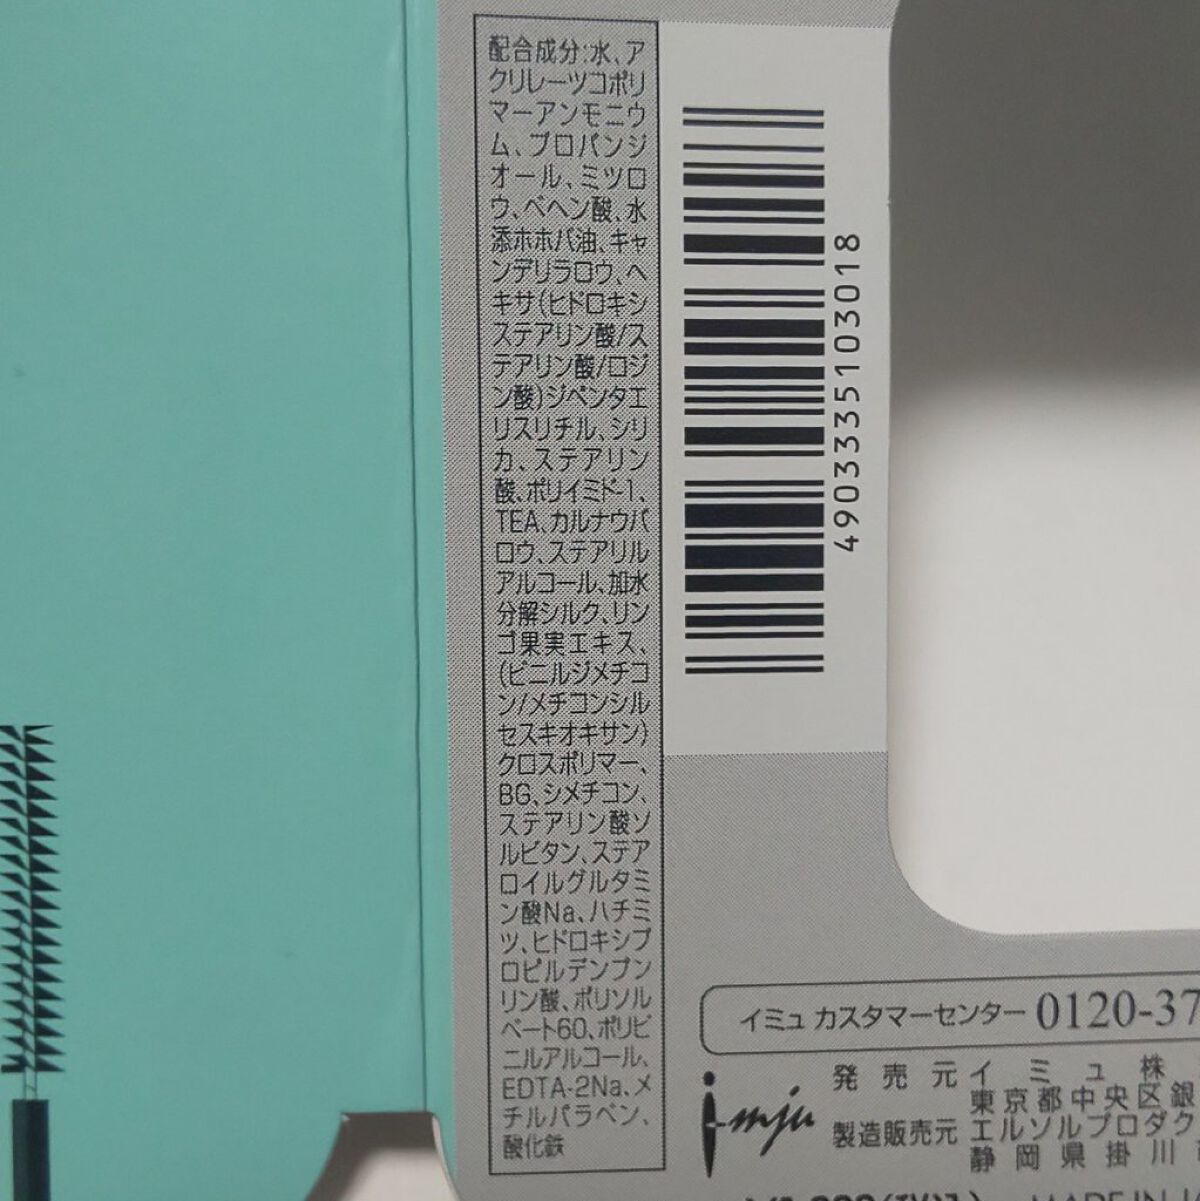 配合成分:水、ア
クリレーツコポリ
マーアンモニウ
ム、プロパンジ
オール、ミツロ
ウ、ベヘン酸、水
添ホホバ油、キャ
ンデリラロウ、ヘ
キサ(ヒドロキシ
ステアリン酸/ス
テアリン酸/ロジ
ン酸)ジペンタエ
リスリチル、シリ
カ、ステアリン
酸、ポリイミド-1、
TEA、カルナウバ
ロウ、ステアリル
アルコール、加水
分解シルク、リン
ゴ果実エキス、
(ビニルジメチコ
ン/メチコンシル
セスキオキサン)
クロスポリマー、
BG、シメチコン、
ステアリン酸ソ
ルビタン、ステア
ロイルグルタミ
ン酸Na、ハチミ
ツ、ヒドロキシプ
ロピルデンプン
リン酸、ポリソル
ベート60、ポリビ
ニルアルコール、
EDTA-2Na、メ
チルパラベン、
酸化鉄
4903335103018
イミュ カスタマーセンター 0120-37
imju
発売元 イミュ株
東京都中央区銀
製造販売元 エルソルプロダク
静岡県掛川
MADE IN